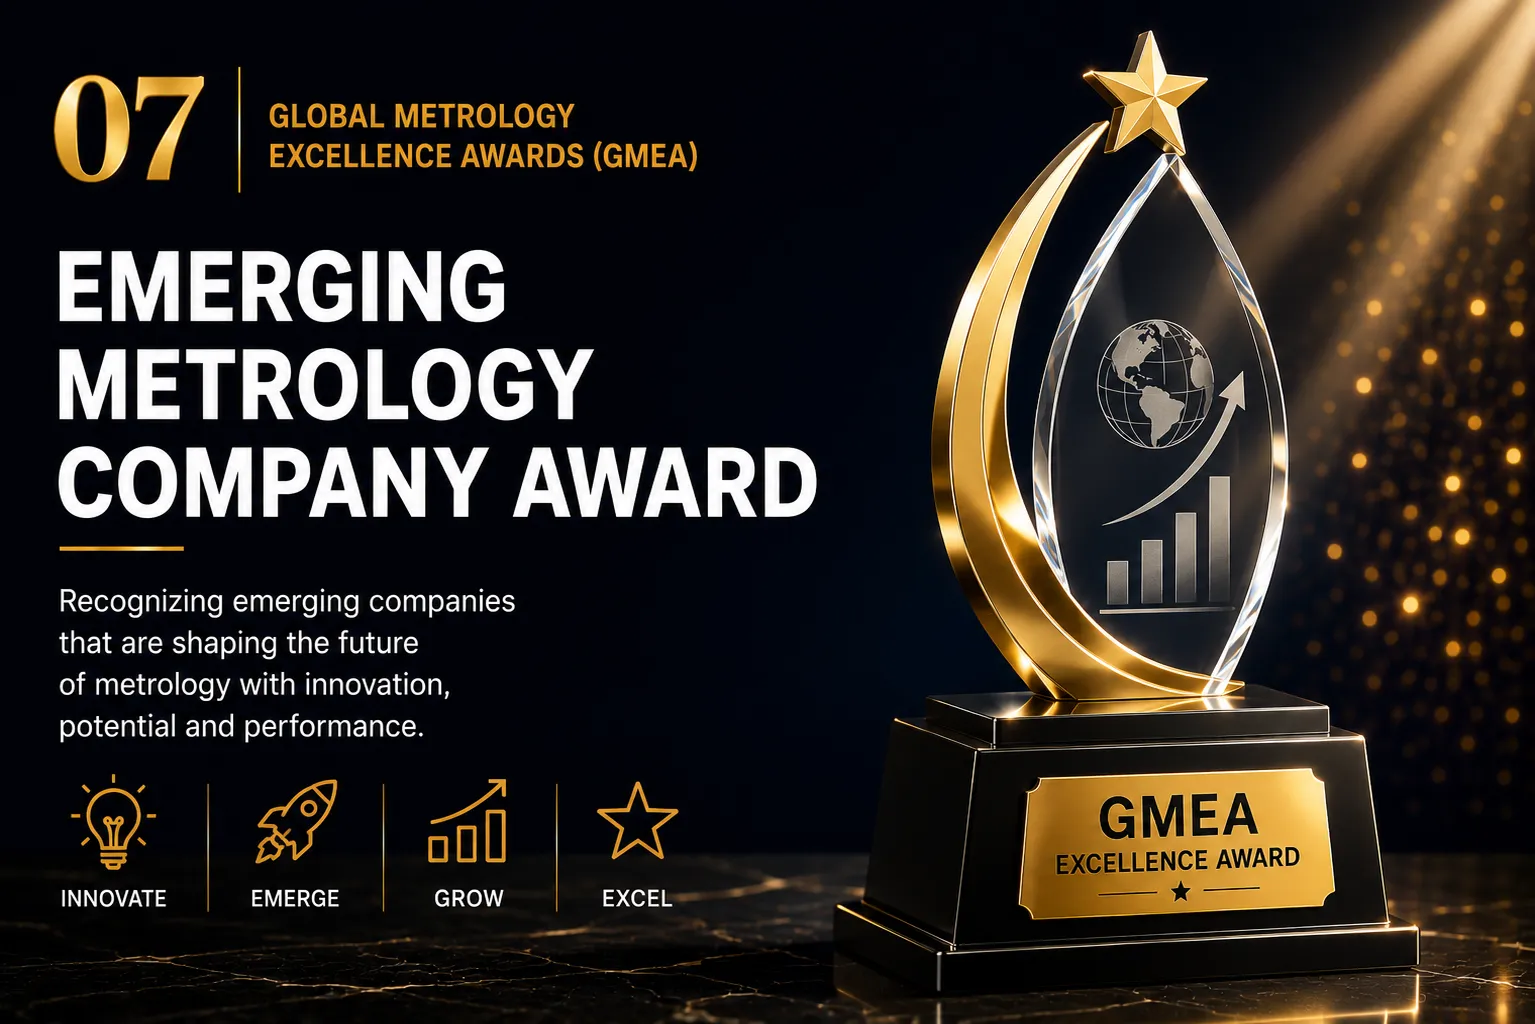 07
GLOBAL METROLOGY
EXCELLENCE AWARDS (GMEA)
EMERGING
METROLOGY
COMPANY AWARD
Recognizing emerging companies
that are shaping the future
of metrology with innovation,
potential and performance.
INNOVATE
EMERGE
GROW
EXCEL
GMEA
EXCELLENCE AWARD